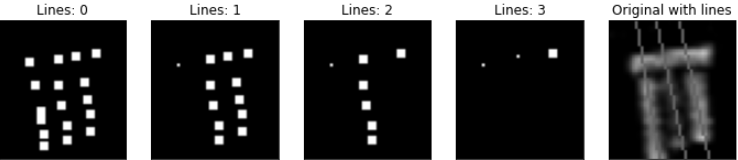 Lines: 0
Lines: 1
Lines: 2
Lines: 3
Original with lines